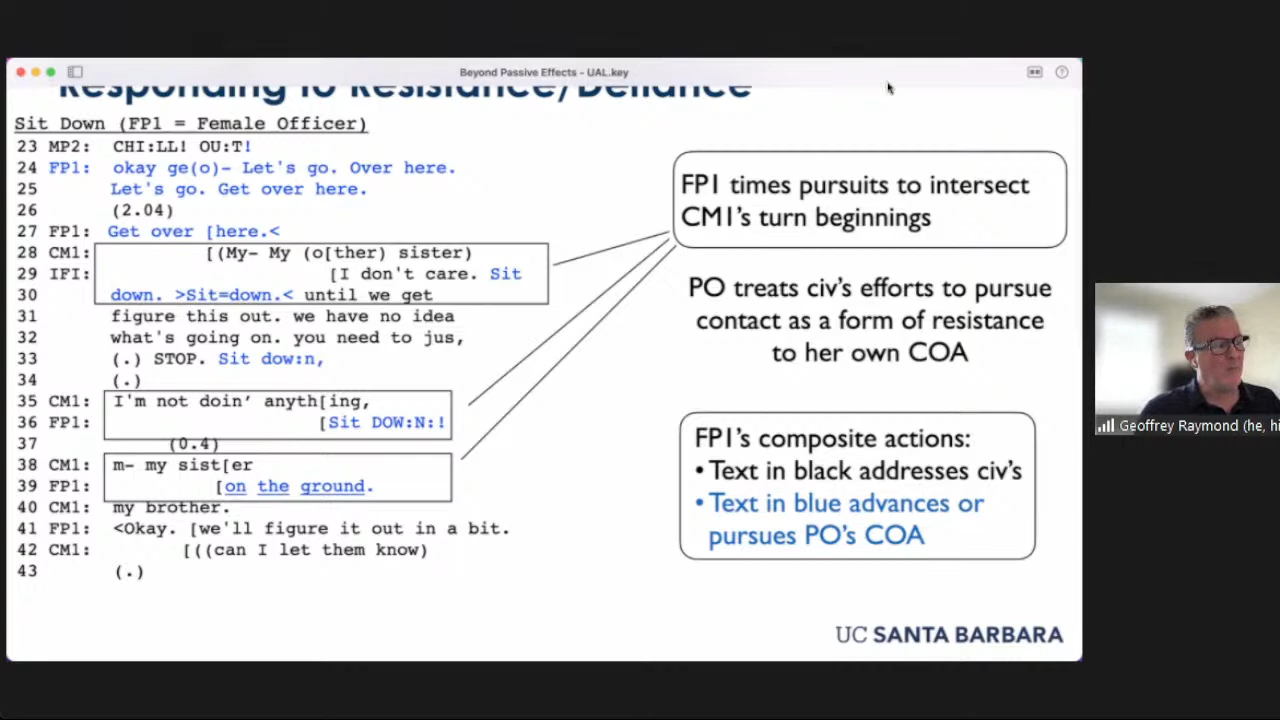 Beyond Passive Effects - UAL.key
Responding to Resistance/Defiance
Sit Down (FP1 = Female Officer)
23 MP2: CHI:LL! OU:T!
24 FP1: okay ge(o)- Let's go. Over here.
25 Let's go. Get over here.
26 (2.04)
27 FP1: Get over [here.<
28 CM1: [(My- My (o[ther) sister)
29 IFI: [I don't care. Sit
30 down. >Sit=down.< until we get
31 figure this out. we have no idea
32 what's going on. you need to jus,
33 (.) STOP. Sit dow:n,
34 (.)
35 CM1: I'm not doin' anyth[ing,
36 FP1: [Sit DOW:N:!
37 (0.4)
38 CM1: m- my sist[er
39 FP1: [on the ground.
40 CM1: my brother.
41 FP1: <Okay. [we'll figure it out in a bit.
42 CM1: [((can I let them know)
43 (.)
FP1 times pursuits to intersect
CM1's turn beginnings
PO treats civ's efforts to pursue
contact as a form of resistance
to her own COA
FP1's composite actions:
• Text in black addresses civ's
• Text in blue advances or
pursues PO's COA
UC SANTA BARBARA
Geoffrey Raymond (he, hi